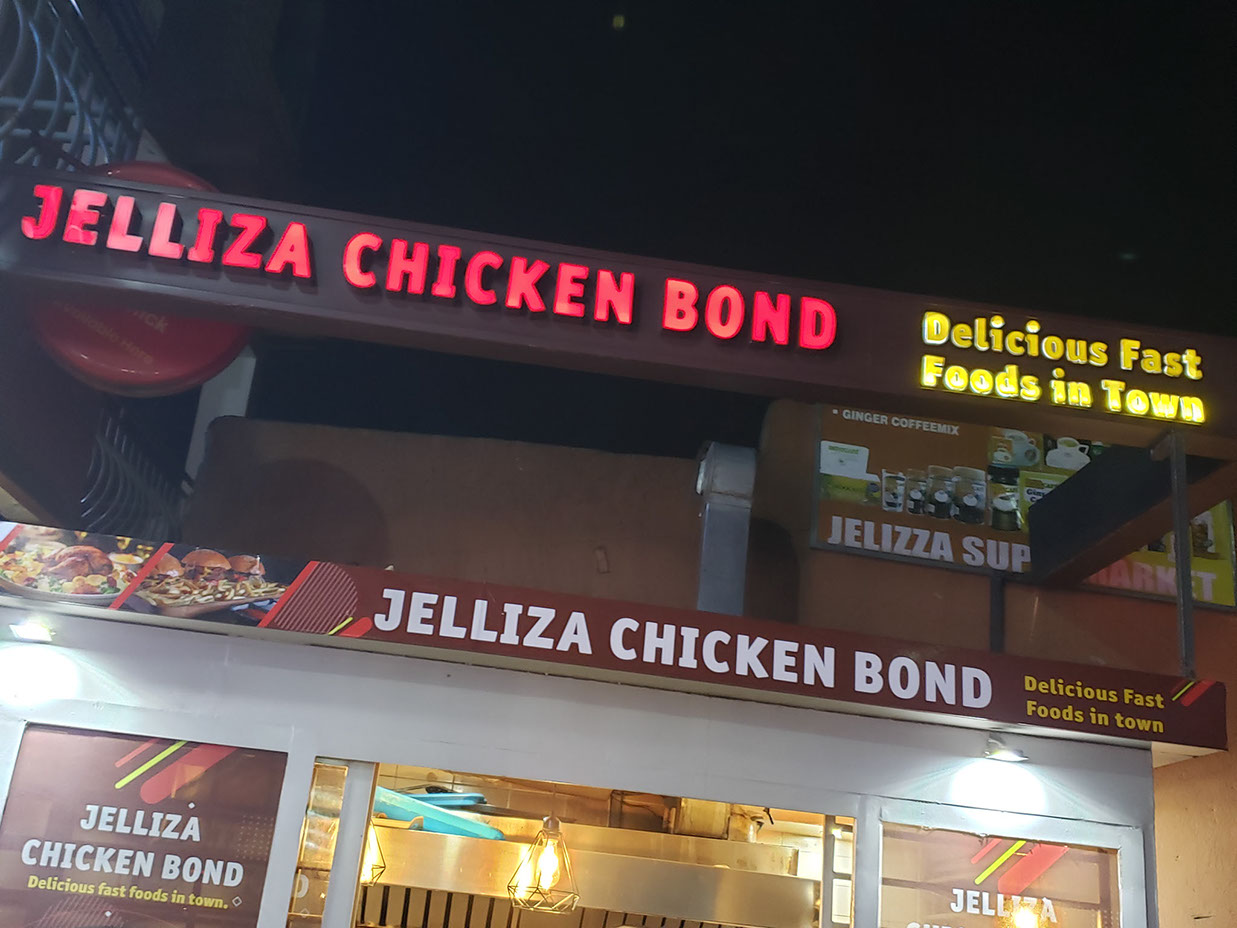 JELLIZA CHICKEN BOND
Delicious Fast
Foods in Town
• GINGER COFFEEMIX
JELIZZA SUP
ARKET
JELLIZA CHICKEN BOND
Delicious Fast
Foods in town
JELLIZA
CHICKEN BOND
Delicious fast foods in town.
JELLIZA